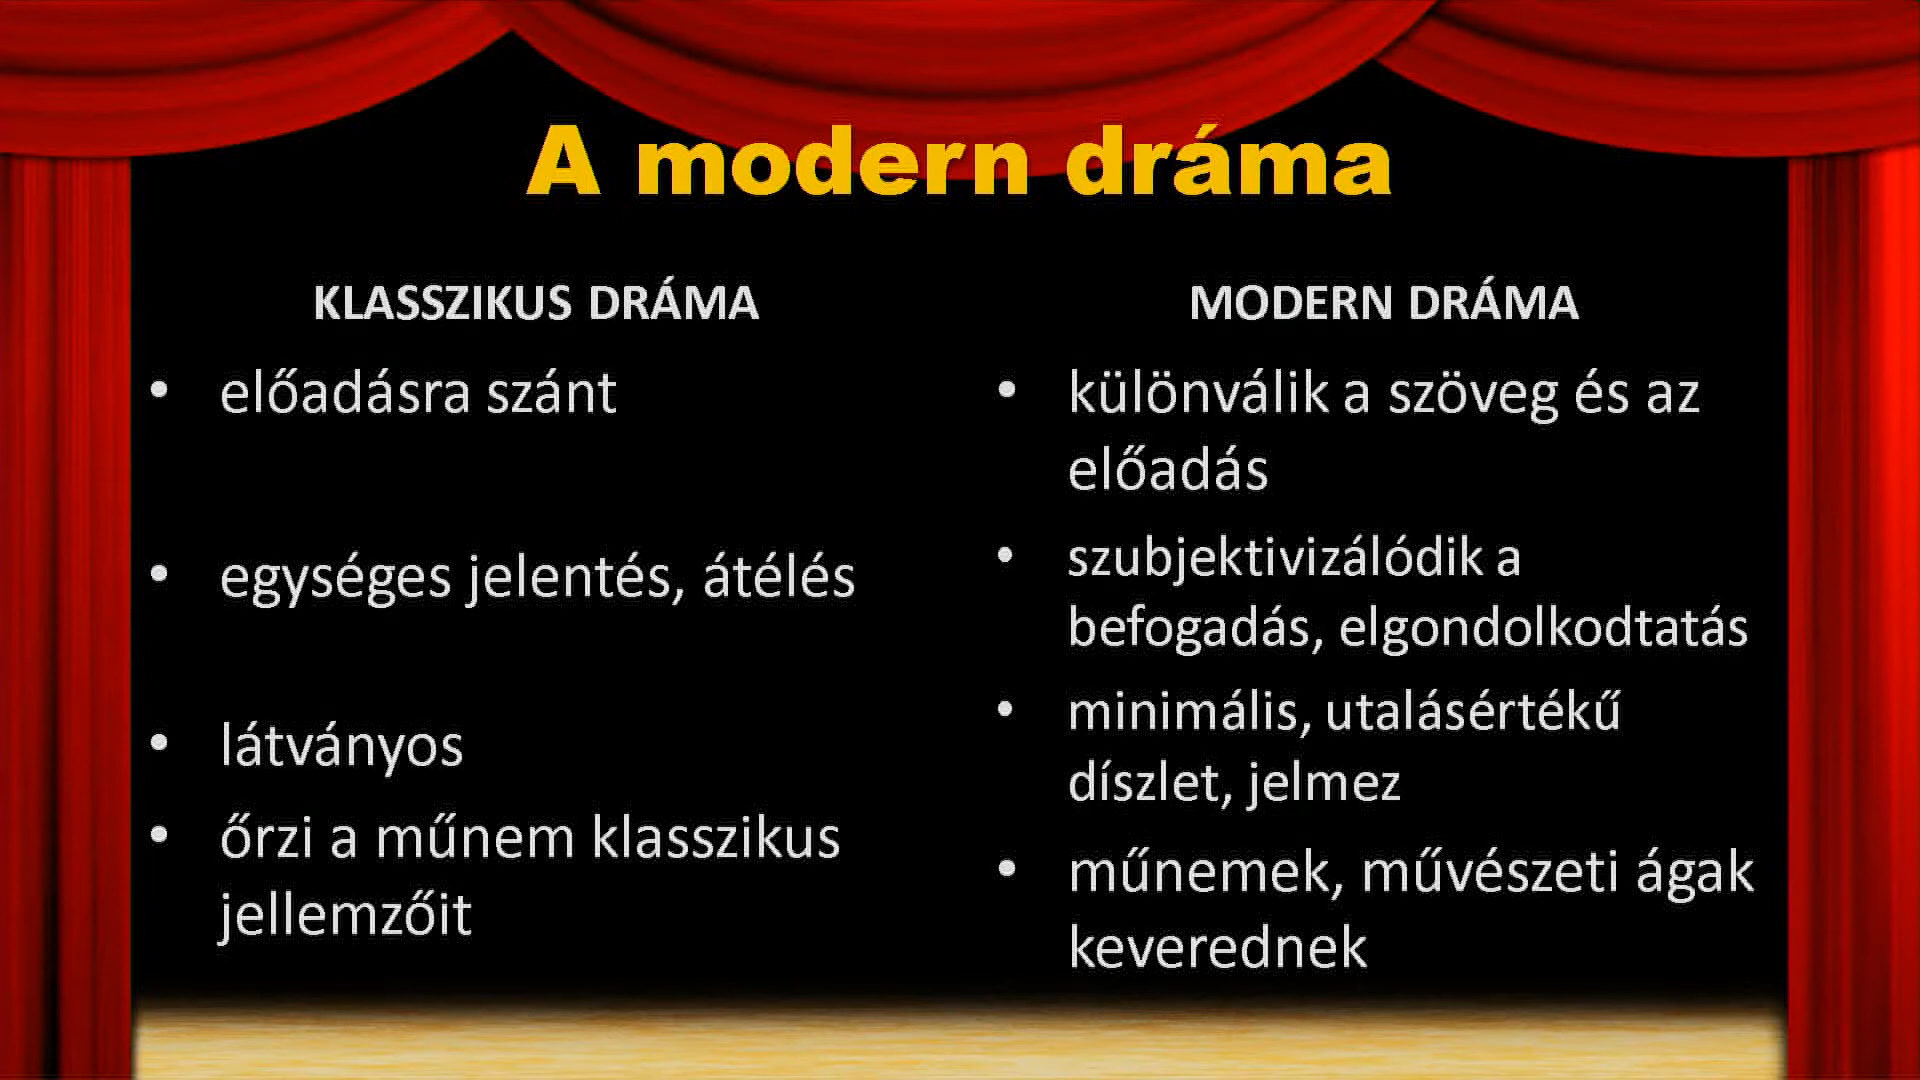 A modern dráma
KLASSZIKUS DRÁMA
• előadásra szánt
• egységes jelentés, átélés
• látványos
• őrzi a műnem klasszikus
jellemzőit
MODERN DRÁMA
• különválik a szöveg és az
előadás
• szubjektivizálódik a
befogadás, elgondolkodtatás
• minimális, utalásértékű
díszlet, jelmez
• műnemek, művészeti ágak
keverednek